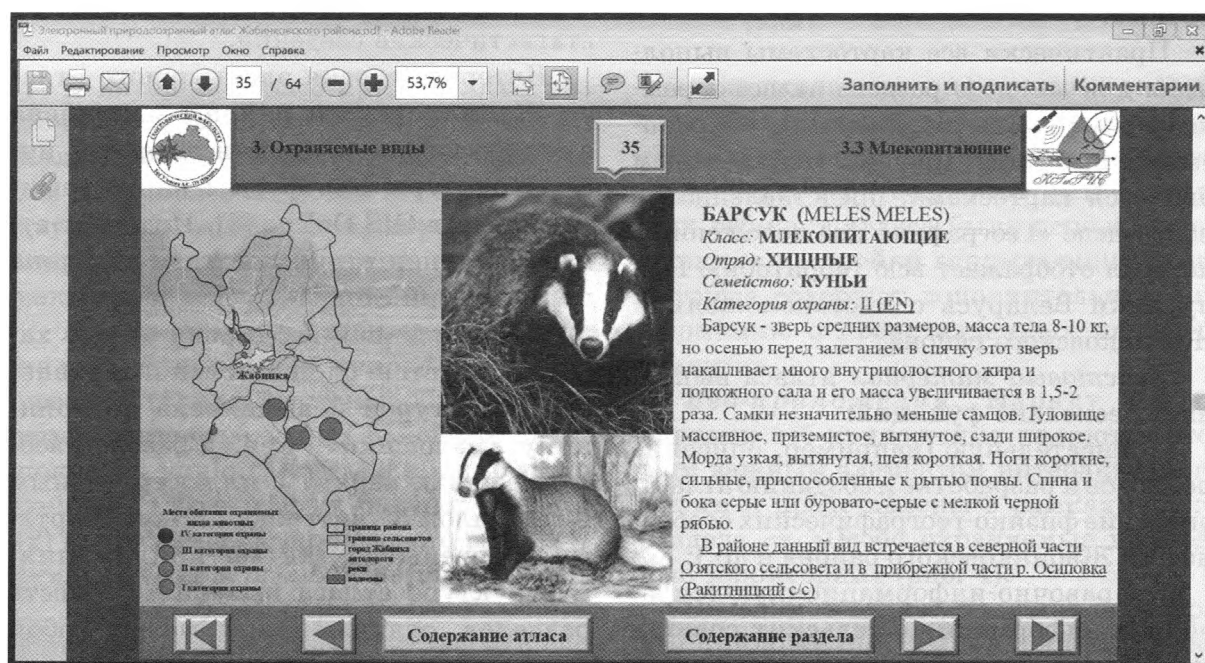 Электронный природоохранный атлас Жабинковского района.pdf - Adobe Reader
Файл Редактирование Просмотр Окно Справка
35 / 64 53,7% Заполнить и подписать Комментарии
3. Охраняемые виды 35 3.3 Млекопитающие
Жабинка
Места обитания охраняемых
видов животных
IV категория охраны
III категория охраны
II категория охраны
I категория охраны
граница района
граница сельсоветов
город Жабинка
автодороги
реки
водоемы
БАРСУК (MELES MELES)
Класс: МЛЕКОПИТАЮЩИЕ
Отряд: ХИЩНЫЕ
Семейство: КУНЬИ
Категория охраны: II (EN)
Барсук - зверь средних размеров, масса тела 8-10 кг,
но осенью перед залеганием в спячку этот зверь
накапливает много внутриполостного жира и
подкожного сала и его масса увеличивается в 1,5-2
раза. Самки незначительно меньше самцов. Туловище
массивное, приземистое, вытянутое, сзади широкое.
Морда узкая, вытянутая, шея короткая. Ноги короткие,
сильные, приспособленные к рытью почвы. Спина и
бока серые или буровато-серые с мелкой черной
рябью.
В районе данный вид встречается в северной части
Озятского сельсовета и в прибрежной части р. Осиповка
(Ракитницкий с/с)
Содержание атласа Содержание раздела